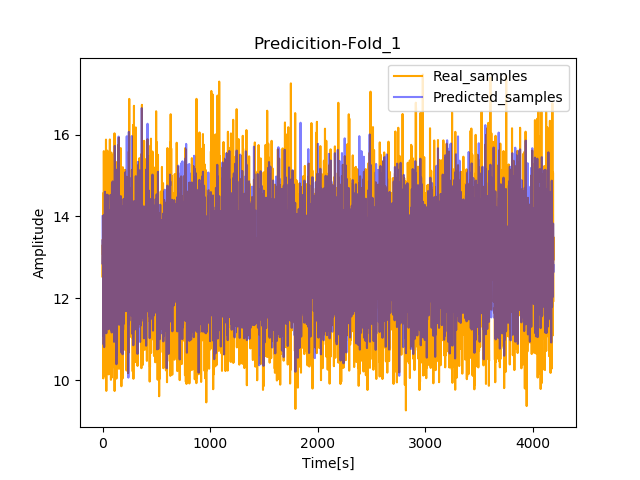 Predicition-Fold_1
Real_samples
Predicted_samples
16
14
12
10
Amplitude
0
1000
2000
3000
4000
Time[s]